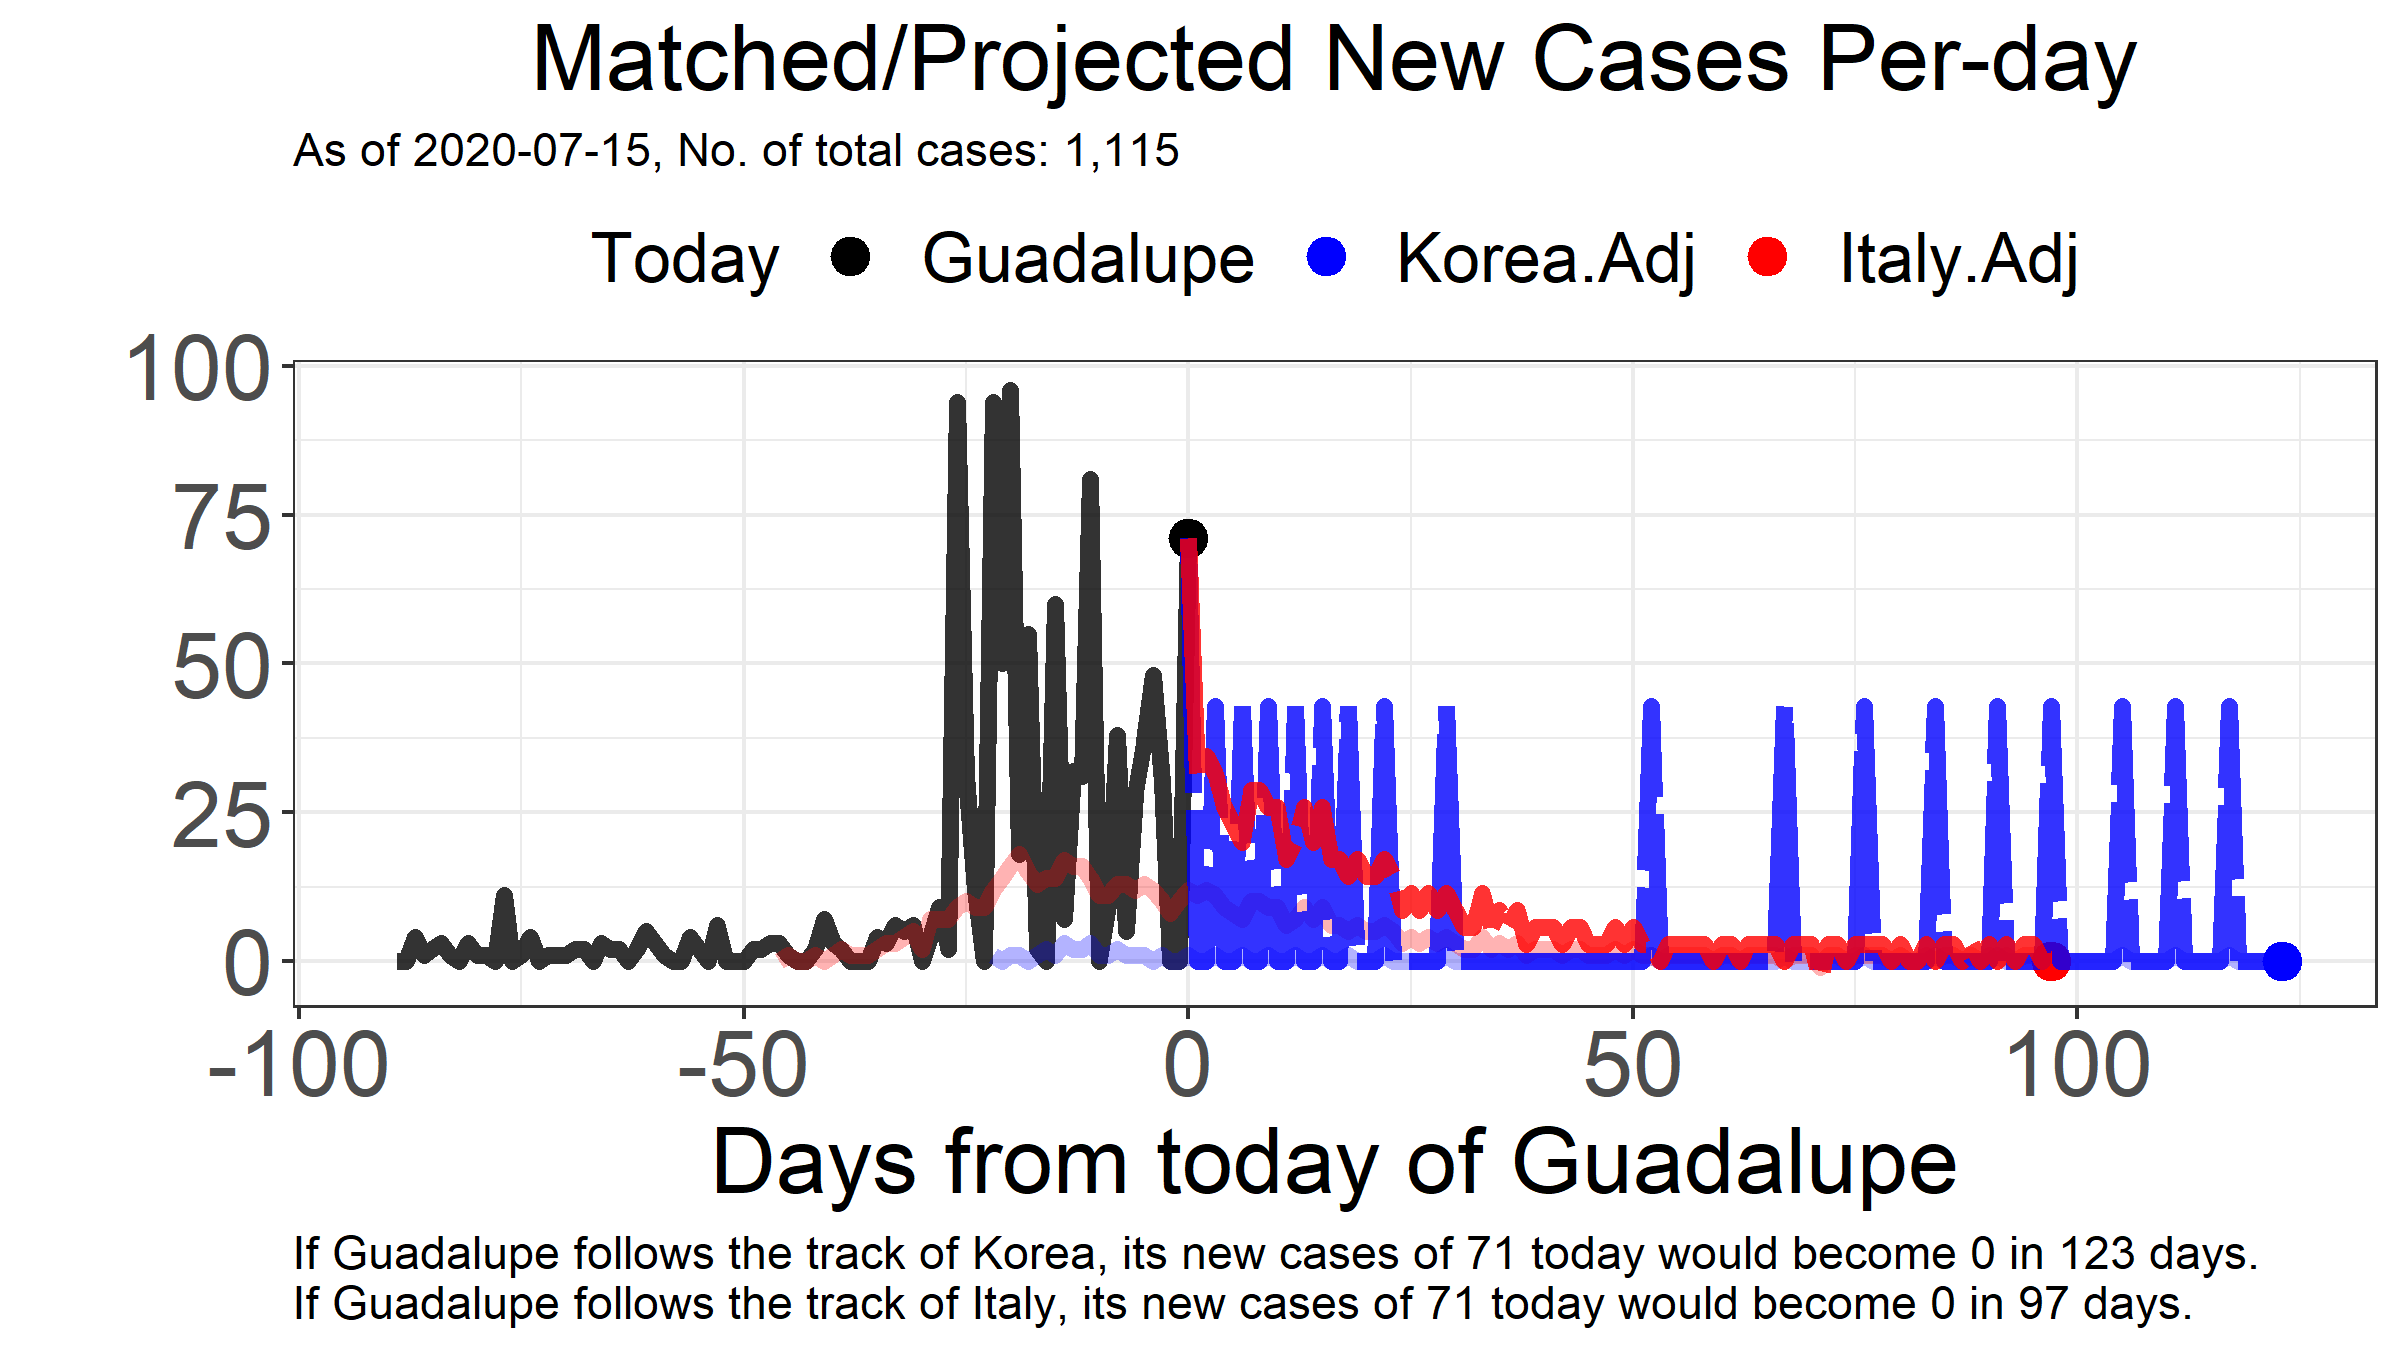 Matched/Projected New Cases Per-day
As of 2020-07-15, No. of total cases: 1,115
Today Guadalupe Korea.Adj Italy.Adj
100
75
50
25
0
-100 -50 0 50 100
Days from today of Guadalupe
If Guadalupe follows the track of Korea, its new cases of 71 today would become 0 in 123 days.
If Guadalupe follows the track of Italy, its new cases of 71 today would become 0 in 97 days.